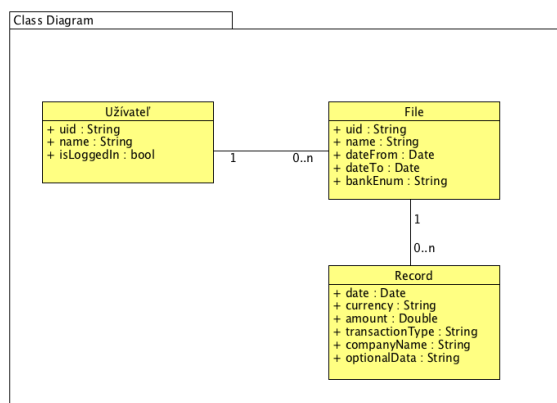 Class Diagram
Užívateľ
+ uid : String
+ name : String
+ isLoggedIn : bool
1
0..n
File
+ uid : String
+ name : String
+ dateFrom : Date
+ dateTo : Date
+ bankEnum : String
1
0..n
Record
+ date : Date
+ currency : String
+ amount : Double
+ transactionType : String
+ companyName : String
+ optionalData : String